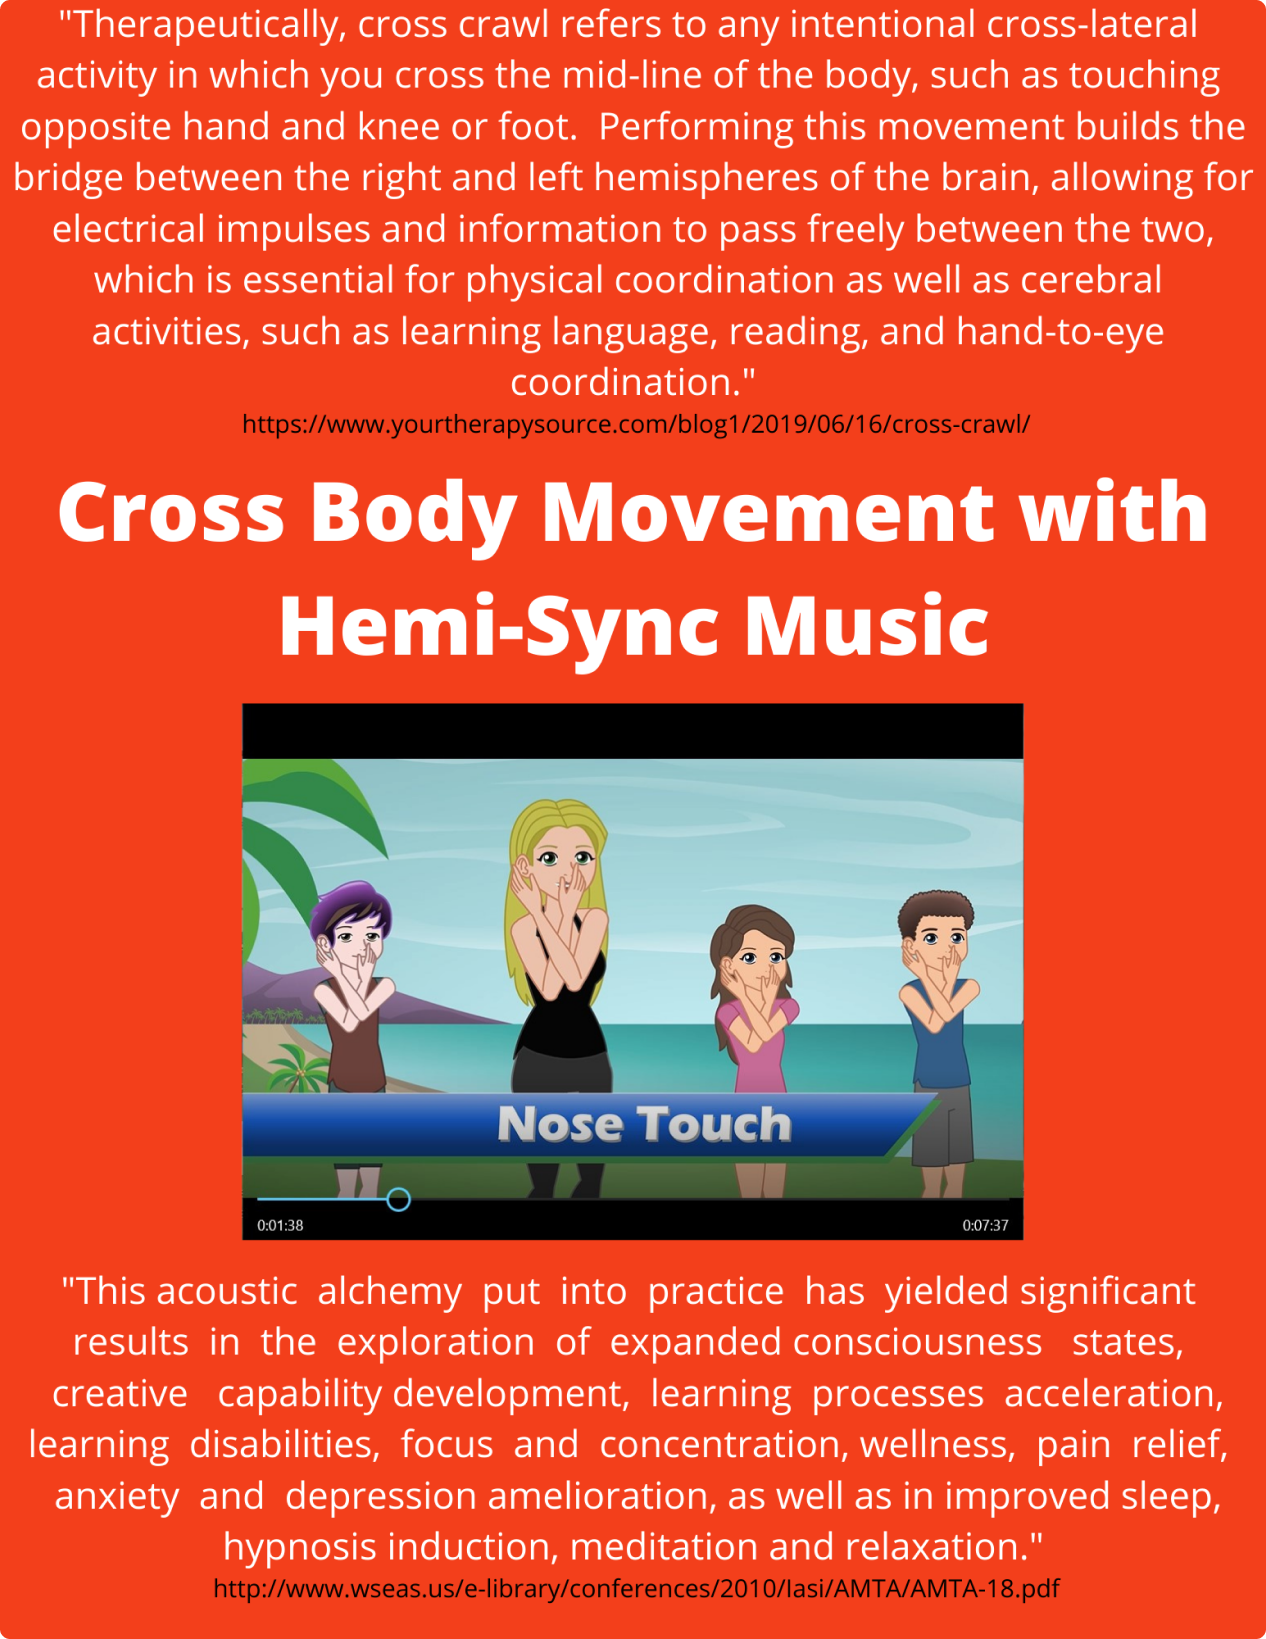 "Therapeutically, cross crawl refers to any intentional cross-lateral
activity in which you cross the mid-line of the body, such as touching
opposite hand and knee or foot.  Performing this movement builds the
bridge between the right and left hemispheres of the brain, allowing for
electrical impulses and information to pass freely between the two,
which is essential for physical coordination as well as cerebral
activities, such as learning language, reading, and hand-to-eye
coordination."
https://www.yourtherapysource.com/blog1/2019/06/16/cross-crawl/
Cross Body Movement with
Hemi-Sync Music
Nose Touch
0:01:38 0:07:37
"This acoustic  alchemy  put  into  practice  has  yielded significant
results  in  the  exploration  of  expanded consciousness   states,
creative   capability development,  learning  processes  acceleration,
learning  disabilities,  focus  and  concentration, wellness,  pain  relief,
anxiety  and  depression amelioration, as well as in improved sleep,
hypnosis induction, meditation and relaxation."
http://www.wseas.us/e-library/conferences/2010/Iasi/AMTA/AMTA-18.pdf